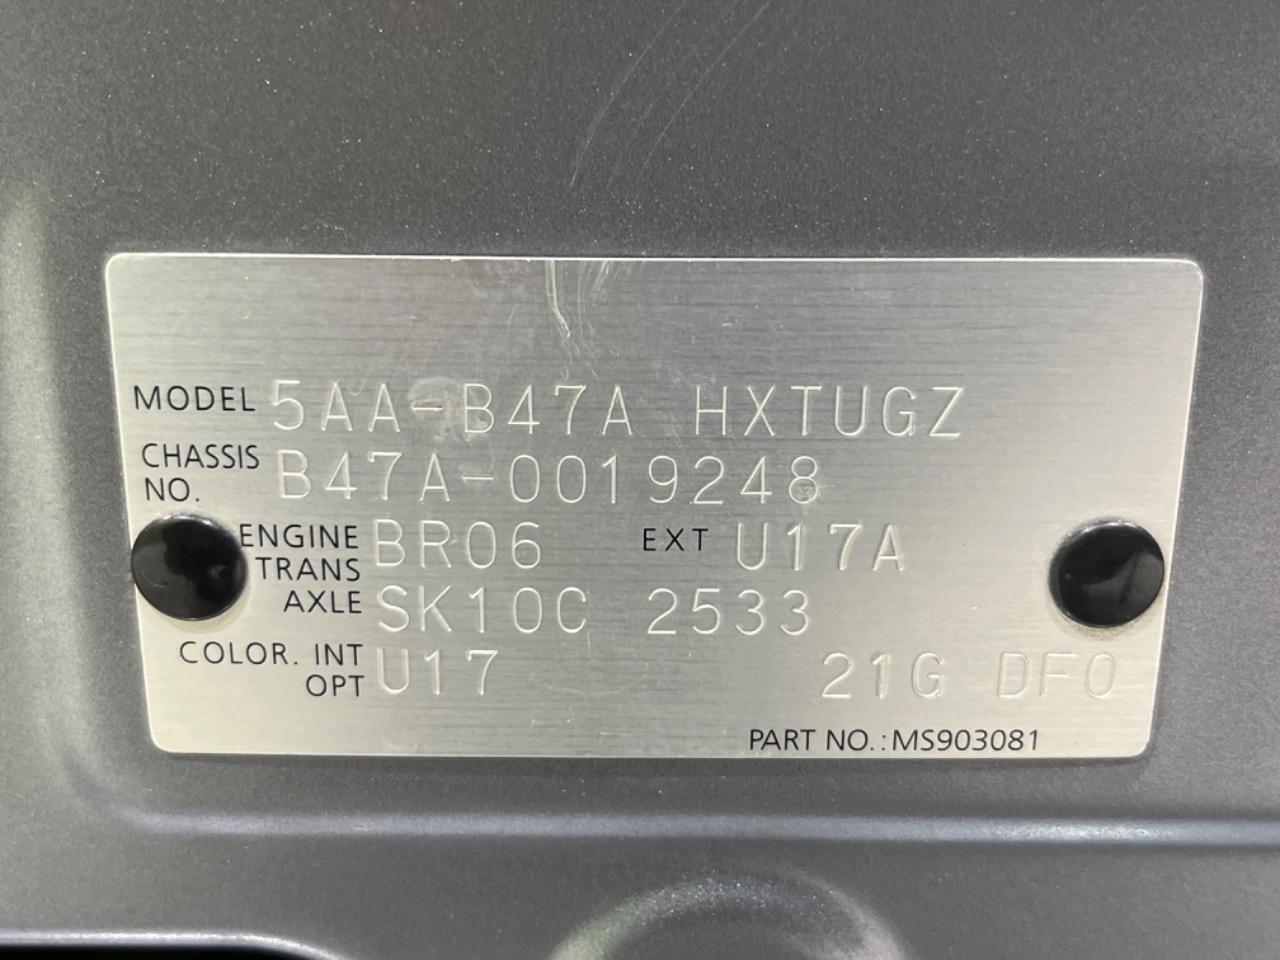 MODEL 5AA-B47A HXTUGZ
CHASSIS NO. B47A-0019248
ENGINE BR06 EXT U17A
TRANS AXLE SK10C 2533
COLOR. INT OPT U17 21G DF0
PART NO.:MS903081